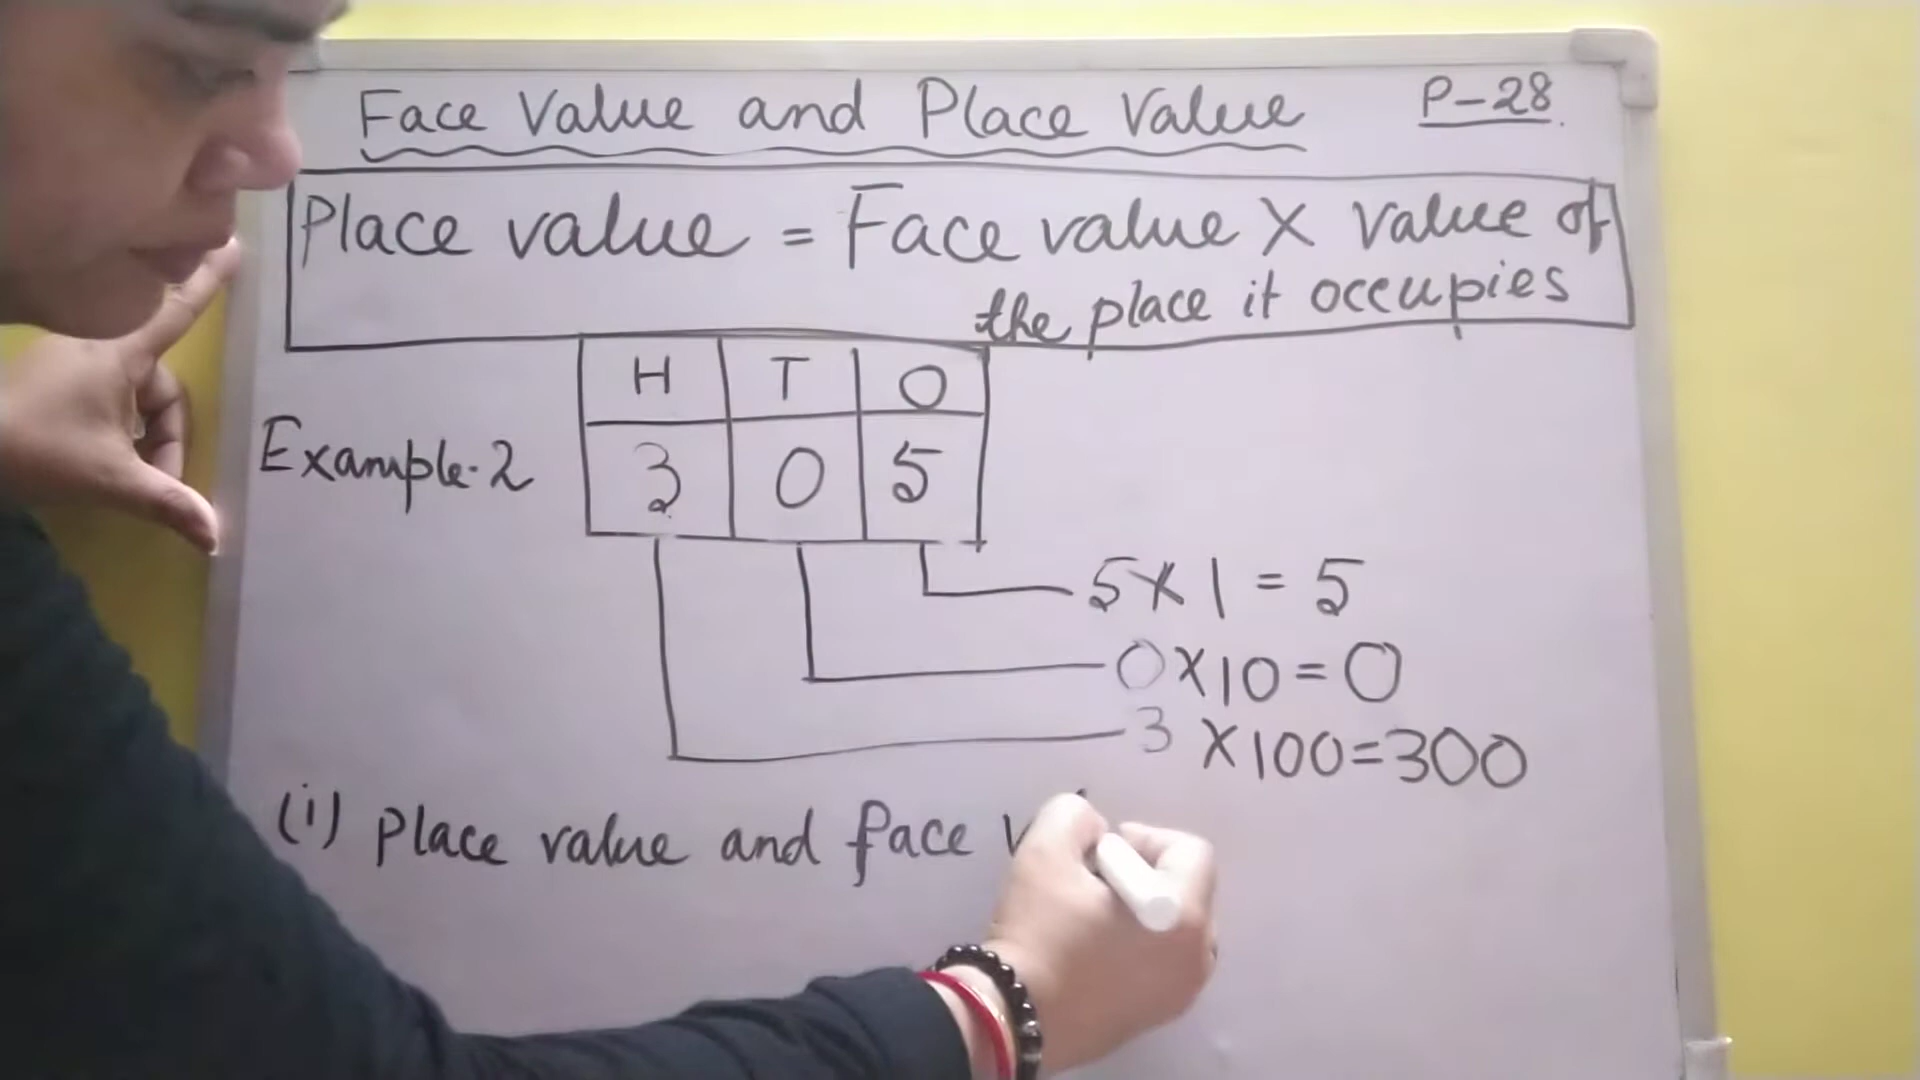 Face Value and Place Value P-28
Place value = Face value X value of
the place it occupies
H T O
Example-2 3 0 5
5 X 1 = 5
0 X 10 = 0
3 X 100 = 300
(i) Place value and face